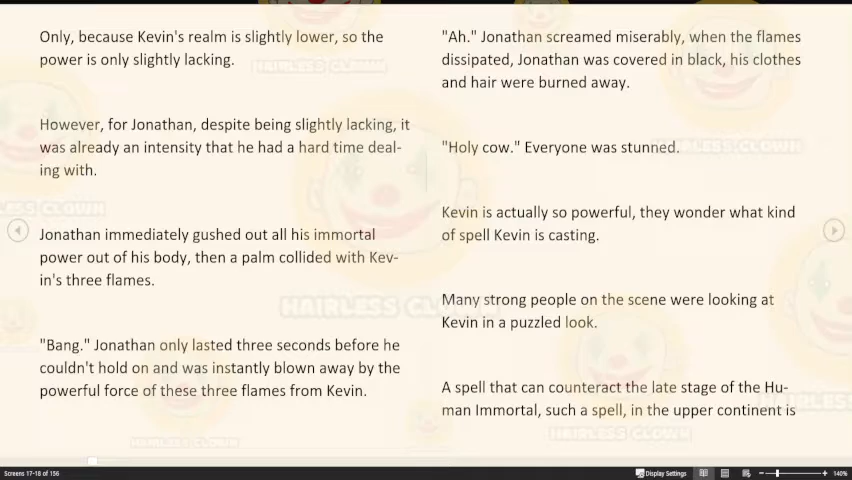 Only, because Kevin's realm is slightly lower, so the
power is only slightly lacking.
However, for Jonathan, despite being slightly lacking, it
was already an intensity that he had a hard time deal-
ing with.
Jonathan immediately gushed out all his immortal
power out of his body, then a palm collided with Kev-
in's three flames.
"Bang." Jonathan only lasted three seconds before he
couldn't hold on and was instantly blown away by the
powerful force of these three flames from Kevin.
"Ah." Jonathan screamed miserably, when the flames
dissipated, Jonathan was covered in black, his clothes
and hair were burned away.
"Holy cow." Everyone was stunned.
Kevin is actually so powerful, they wonder what kind
of spell Kevin is casting.
Many strong people on the scene were looking at
Kevin in a puzzled look.
A spell that can counteract the late stage of the Hu-
man Immortal, such a spell, in the upper continent is
HAIRLESS CLOWN
HAIRLESS CLOWN
HAIRLESS CLOWN
HAIRLESS CLOWN
HAIRLESS CLOWN
Screens 17-18 of 156
Display Settings
140%